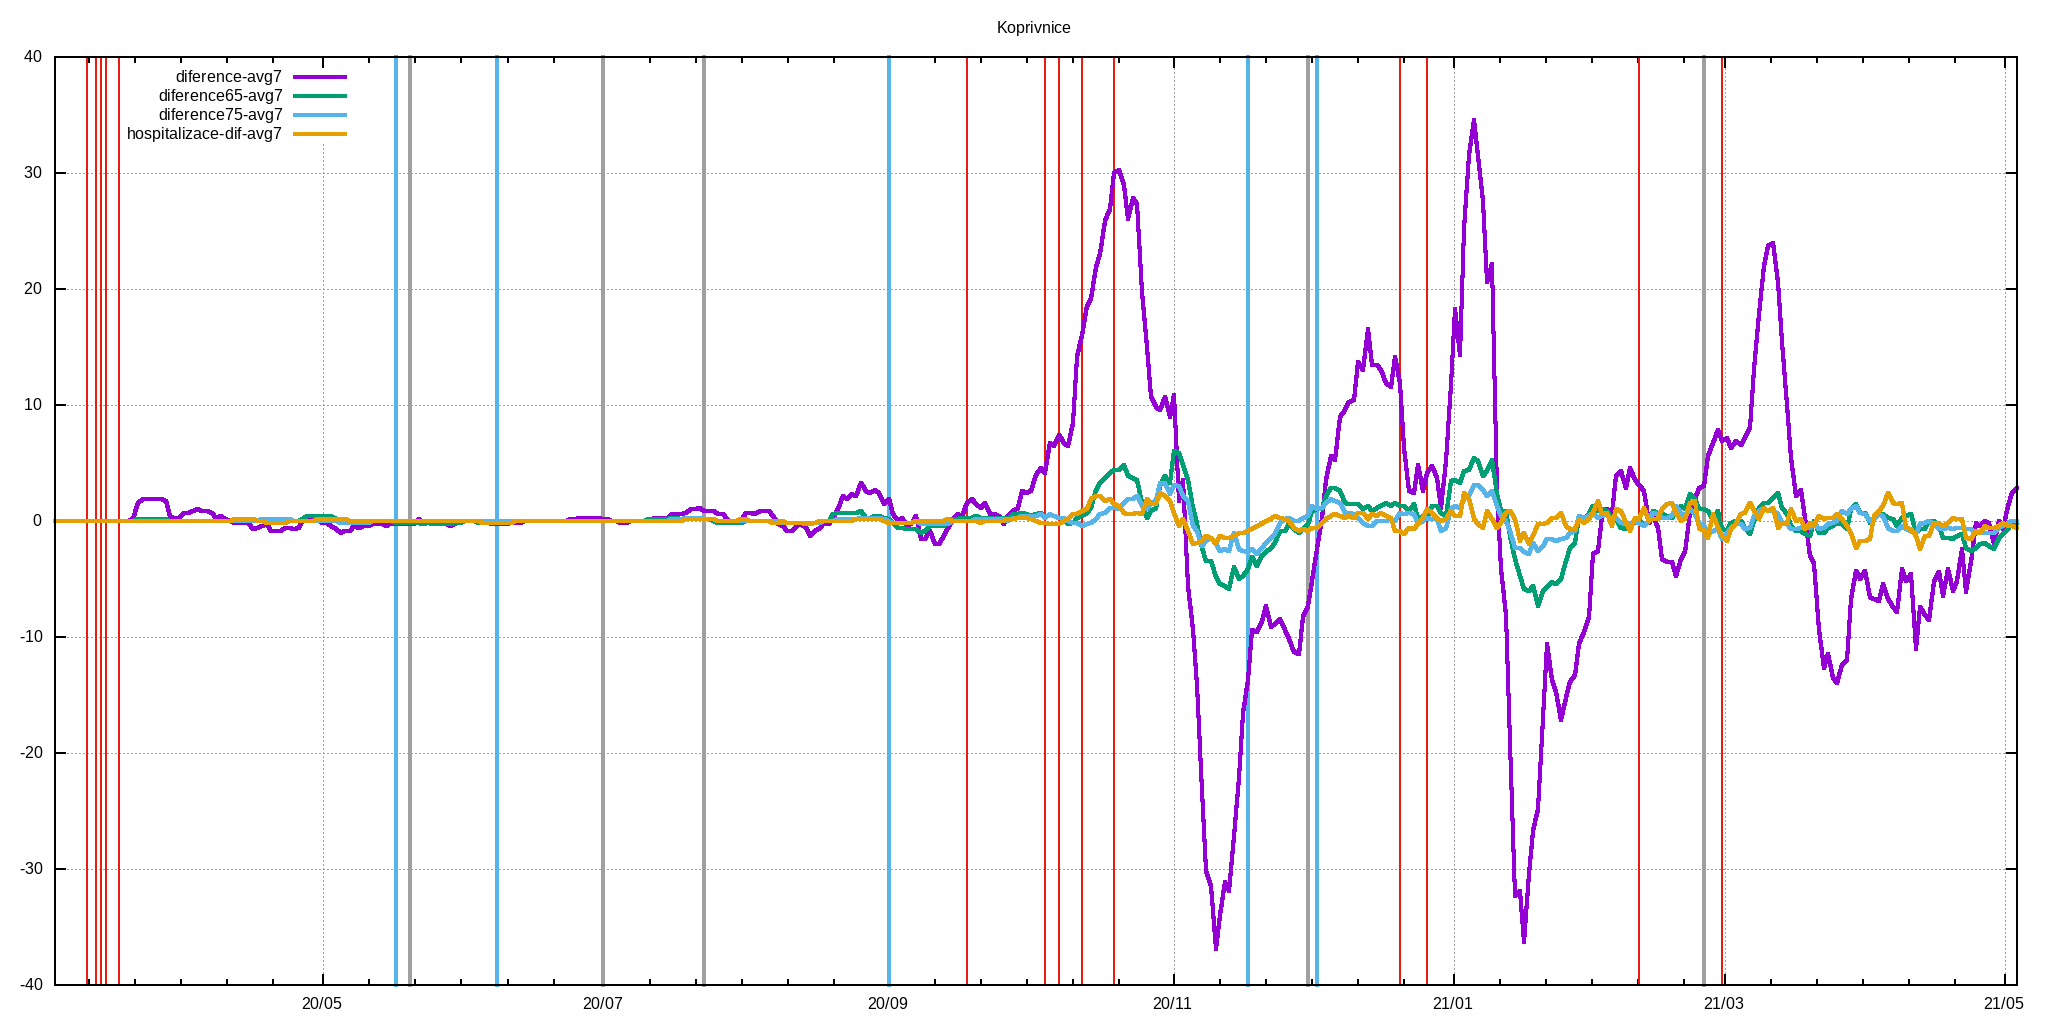 Koprivnice
diference-avg7
diference65-avg7
diference75-avg7
hospitalizace-dif-avg7
40
30
20
10
0
-10
-20
-30
-40
20/05 20/07 20/09 20/11 21/01 21/03 21/05